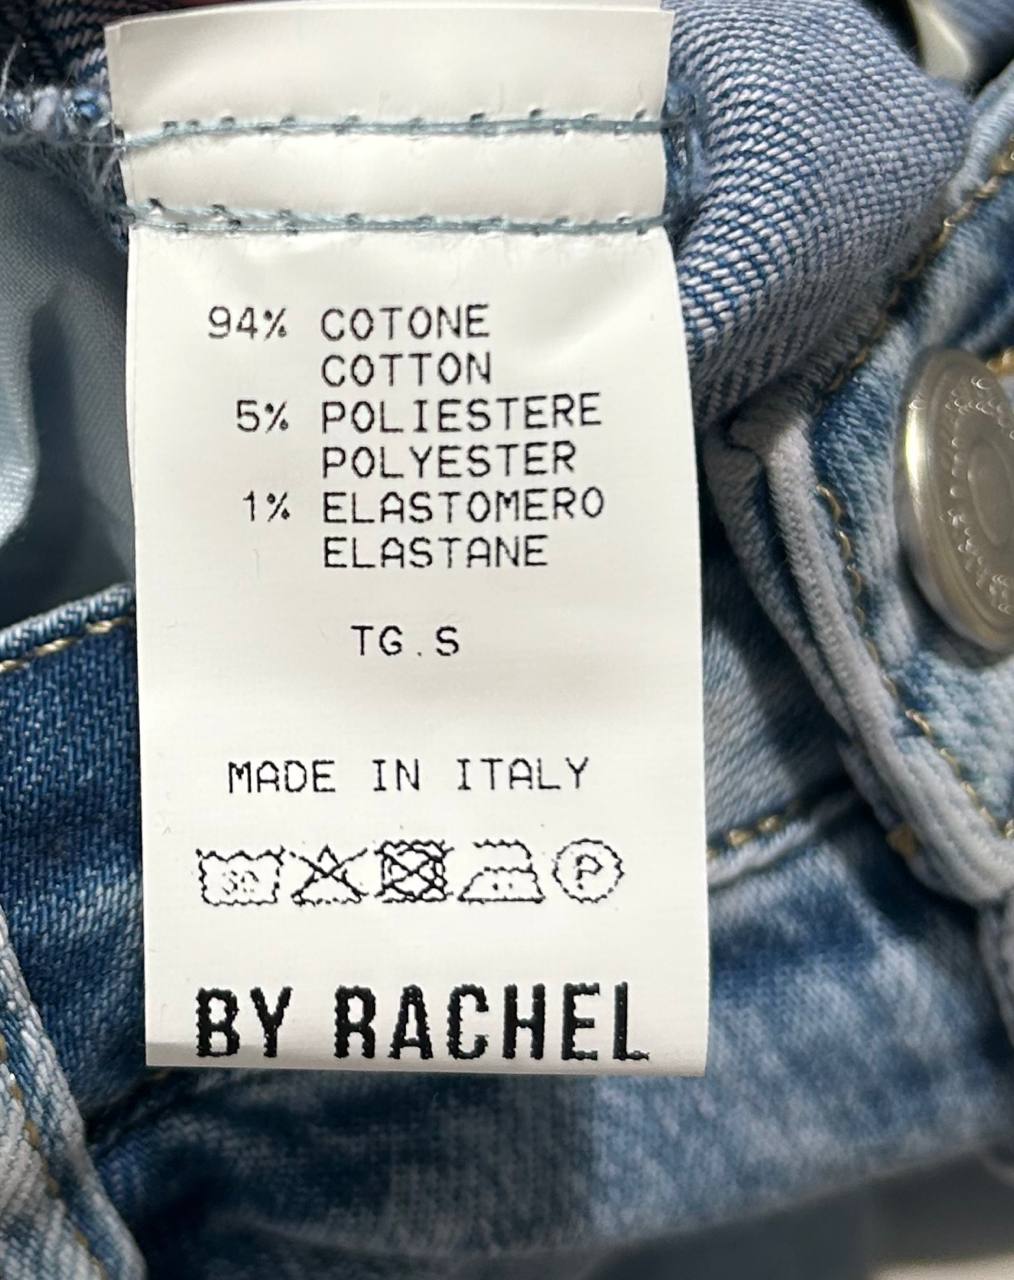 94% COTONE
COTTON
5% POLIESTERE
POLYESTER
1% ELASTOMERO
ELASTANE
TG.S
MADE IN ITALY
P
BY RACHEL